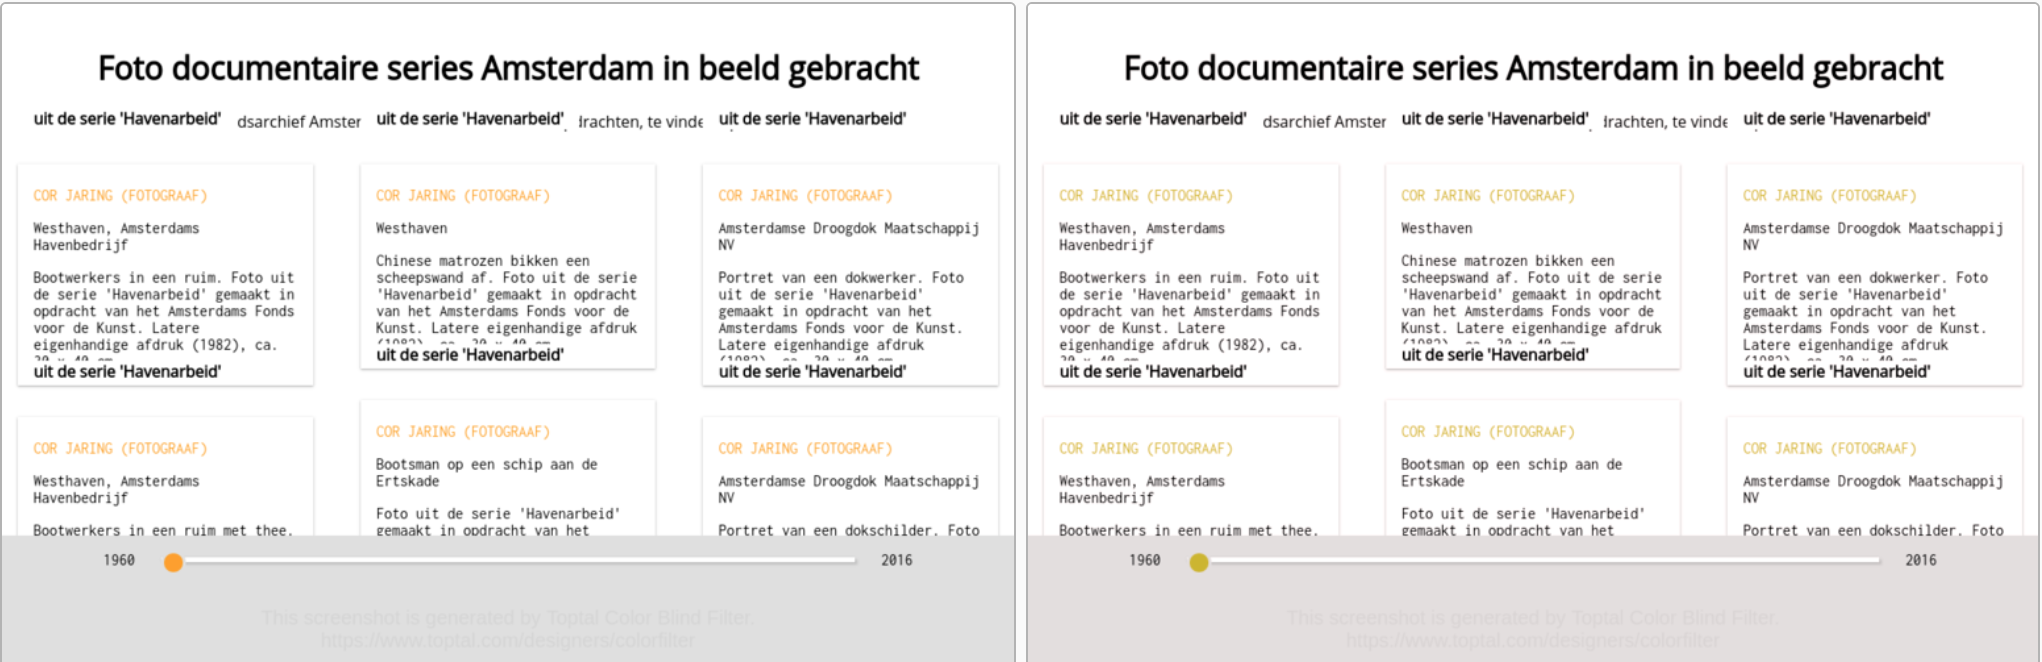 Foto documentaire series Amsterdam in beeld gebracht
uit de serie 'Havenarbeid' dsarchief Amster uit de serie 'Havenarbeid' drachten, te vinde uit de serie 'Havenarbeid'
COR JARING (FOTOGRAAF)
Westhaven, Amsterdams
Havenbedrijf
Bootwerkers in een ruim. Foto uit
de serie 'Havenarbeid' gemaakt in
opdracht van het Amsterdams Fonds
voor de Kunst. Latere
eigenhandige afdruk (1982), ca.
uit de serie 'Havenarbeid'
COR JARING (FOTOGRAAF)
Westhaven
Chinese matrozen bikken een
scheepswand af. Foto uit de serie
'Havenarbeid' gemaakt in opdracht
van het Amsterdams Fonds voor de
Kunst. Latere eigenhandige afdruk
uit de serie 'Havenarbeid'
COR JARING (FOTOGRAAF)
Amsterdamse Droogdok Maatschappij
NV
Portret van een dokwerker. Foto
uit de serie 'Havenarbeid'
gemaakt in opdracht van het
Amsterdams Fonds voor de Kunst.
Latere eigenhandige afdruk
uit de serie 'Havenarbeid'
COR JARING (FOTOGRAAF)
Westhaven, Amsterdams
Havenbedrijf
Bootwerkers in een ruim met thee.
COR JARING (FOTOGRAAF)
Bootsman op een schip aan de
Ertskade
Foto uit de serie 'Havenarbeid'
gemaakt in opdracht van het
COR JARING (FOTOGRAAF)
Amsterdamse Droogdok Maatschappij
NV
Portret van een dokschilder. Foto
1960 2016
This screenshot is generated by Toptal Color Blind Filter.
https://www.toptal.com/designers/colorfilter
Foto documentaire series Amsterdam in beeld gebracht
uit de serie 'Havenarbeid' dsarchief Amster uit de serie 'Havenarbeid' drachten, te vinde uit de serie 'Havenarbeid'
COR JARING (FOTOGRAAF)
Westhaven, Amsterdams
Havenbedrijf
Bootwerkers in een ruim. Foto uit
de serie 'Havenarbeid' gemaakt in
opdracht van het Amsterdams Fonds
voor de Kunst. Latere
eigenhandige afdruk (1982), ca.
uit de serie 'Havenarbeid'
COR JARING (FOTOGRAAF)
Westhaven
Chinese matrozen bikken een
scheepswand af. Foto uit de serie
'Havenarbeid' gemaakt in opdracht
van het Amsterdams Fonds voor de
Kunst. Latere eigenhandige afdruk
uit de serie 'Havenarbeid'
COR JARING (FOTOGRAAF)
Amsterdamse Droogdok Maatschappij
NV
Portret van een dokwerker. Foto
uit de serie 'Havenarbeid'
gemaakt in opdracht van het
Amsterdams Fonds voor de Kunst.
Latere eigenhandige afdruk
uit de serie 'Havenarbeid'
COR JARING (FOTOGRAAF)
Westhaven, Amsterdams
Havenbedrijf
Bootwerkers in een ruim met thee.
COR JARING (FOTOGRAAF)
Bootsman op een schip aan de
Ertskade
Foto uit de serie 'Havenarbeid'
gemaakt in opdracht van het
COR JARING (FOTOGRAAF)
Amsterdamse Droogdok Maatschappij
NV
Portret van een dokschilder. Foto
1960 2016
This screenshot is generated by Toptal Color Blind Filter.
https://www.toptal.com/designers/colorfilter